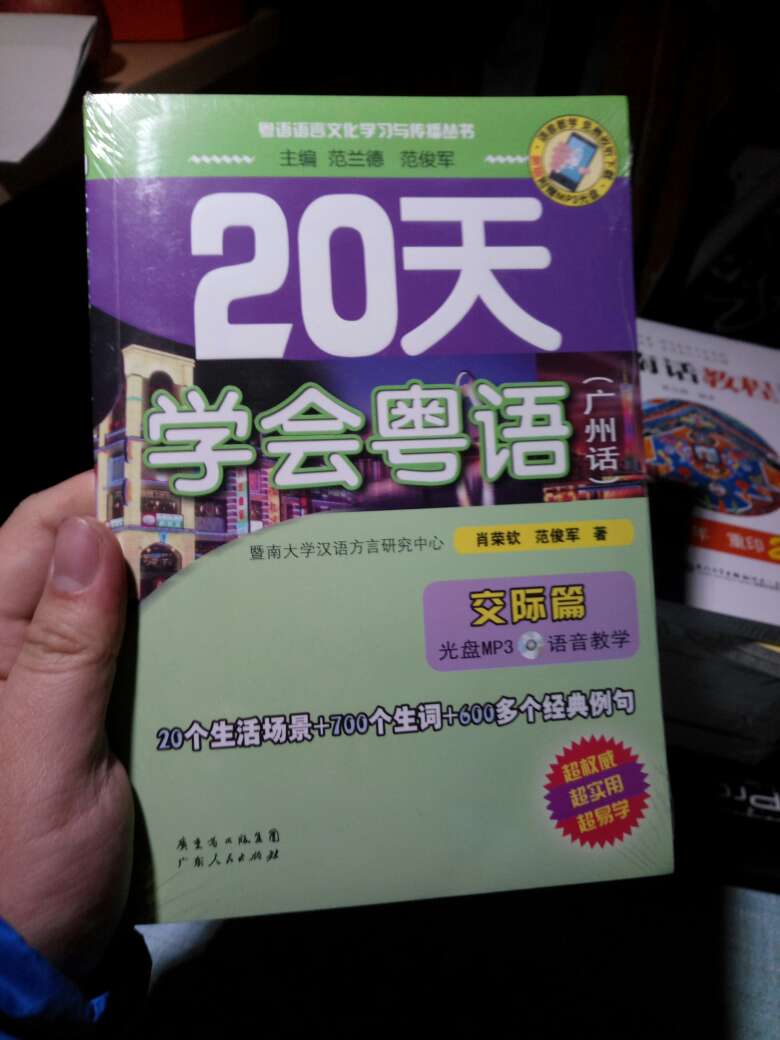 粤语语言文化学习与传播丛书
主编 范兰德 范俊军
20天
学会粤语
(广州话)
暨南大学汉语方言研究中心
肖荣钦 范俊军 著
交际篇
光盘MP3 语音教学
20个生活场景+700个生词+600多个经典例句
超权威
超实用
超易学
广东省出版集团
广东人民出版社
重印